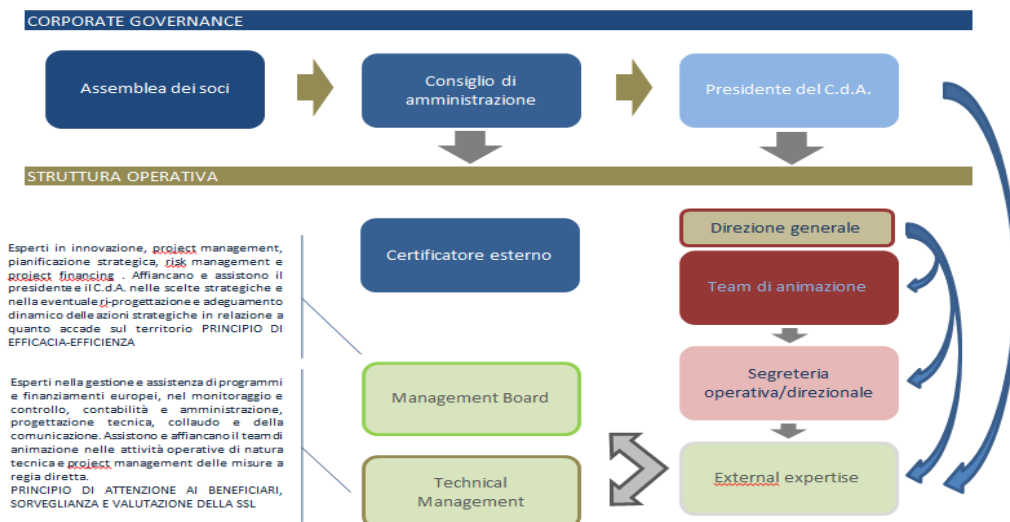 CORPORATE GOVERNANCE
Assemblea dei soci
Consiglio di
amministrazione
Presidente del C.d.A.
STRUTTURA OPERATIVA
Esperti in innovazione, project management,
pianificazione strategica, risk management e
project financing . Affiancano e assistono il
presidente e il C.d.A. nelle scelte strategiche e
nella eventuale ri-progettazione e adeguamento
dinamico delle azioni strategiche in relazione a
quanto accade sul territorio PRINCIPIO DI
EFFICACIA-EFFICIENZA
Esperti nella gestione e assistenza di programmi
e finanziamenti europei, nel monitoraggio e
controllo, contabilità e amministrazione,
progettazione tecnica, collaudo e della
comunicazione. Assistono e affiancano il team di
animazione nelle attività operative di natura
tecnica e project management delle misure a
regia diretta.
PRINCIPIO DI ATTENZIONE AI BENEFICIARI,
SORVEGLIANZA E VALUTAZIONE DELLA SSL
Certificatore esterno
Management Board
Technical
Management
Direzione generale
Team di animazione
Segreteria
operativa/direzionale
External expertise